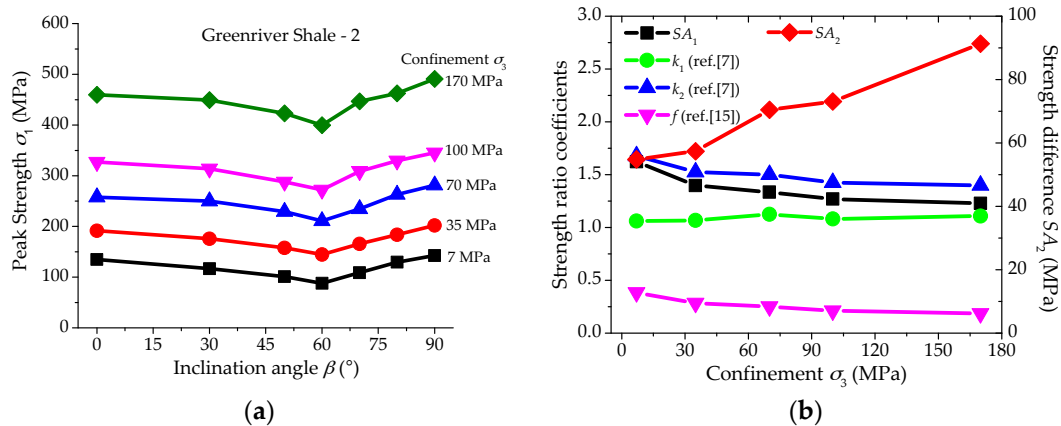 Greenriver Shale - 2
Confinement σ3
170 MPa
100 MPa
70 MPa
35 MPa
7 MPa
Peak Strength σ1 (MPa)
600
500
400
300
200
100
0
0 15 30 45 60 75 90
Inclination angle β (°)
(a)
SA1
SA2
k1 (ref.[7])
k2 (ref.[7])
f (ref.[15])
Strength ratio coefficients
3.0
2.5
2.0
1.5
1.0
0.5
0.0
100
80
60
40
20
0
Strength difference SA2 (MPa)
0 30 60 90 120 150 180
Confinement σ3 (MPa)
(b)